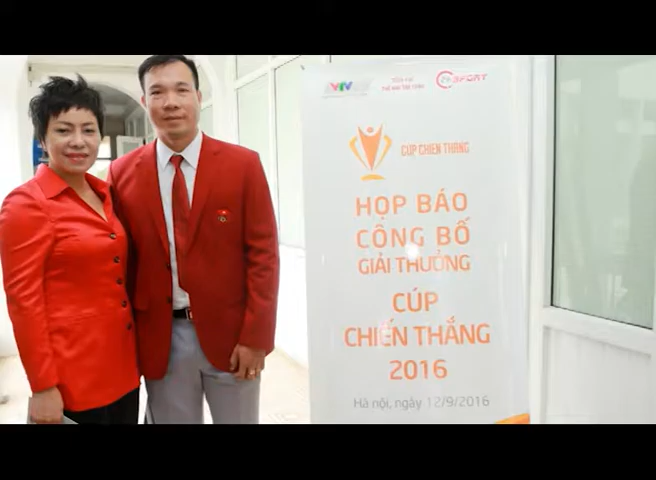 VTV
SPORT
CÚP CHIẾN THẮNG
HỌP BÁO
CÔNG BỐ
GIẢI THƯỞNG
CÚP
CHIẾN THẮNG
2016
Hà nội, ngày 12/9/2016